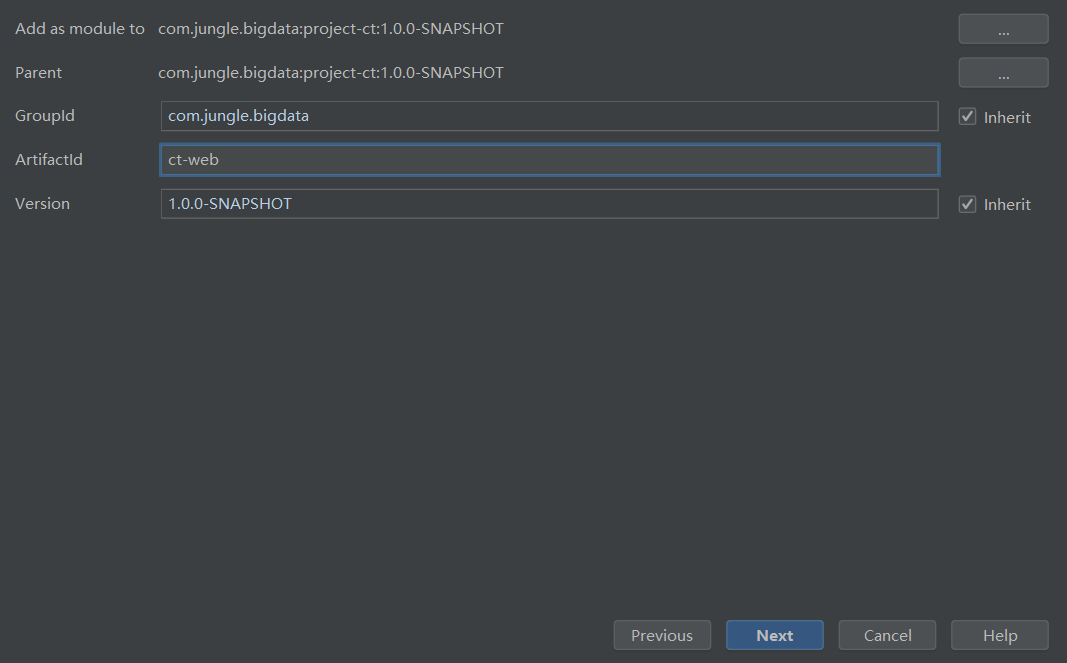 Add as module to com.jungle.bigdata:project-ct:1.0.0-SNAPSHOT ...
Parent com.jungle.bigdata:project-ct:1.0.0-SNAPSHOT ...
GroupId com.jungle.bigdata Inherit
ArtifactId ct-web
Version 1.0.0-SNAPSHOT Inherit
Previous Next Cancel Help